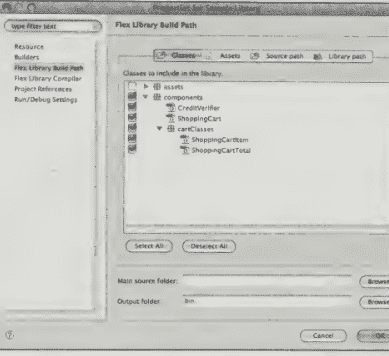 type filter text
Resource
Builders
Flex Library Build Path
Flex Library Compiler
Project References
Run/Debug Settings
Flex Library Build Path
Classes Assets Source path Library path
Classes to include in the library:
assets
components
CreditVerifier
ShoppingCart
cartClasses
ShoppingCartItem
ShoppingCartTotal
Select All Deselect All
Main source folder: Browse
Output folder: bin Browse
Cancel OK